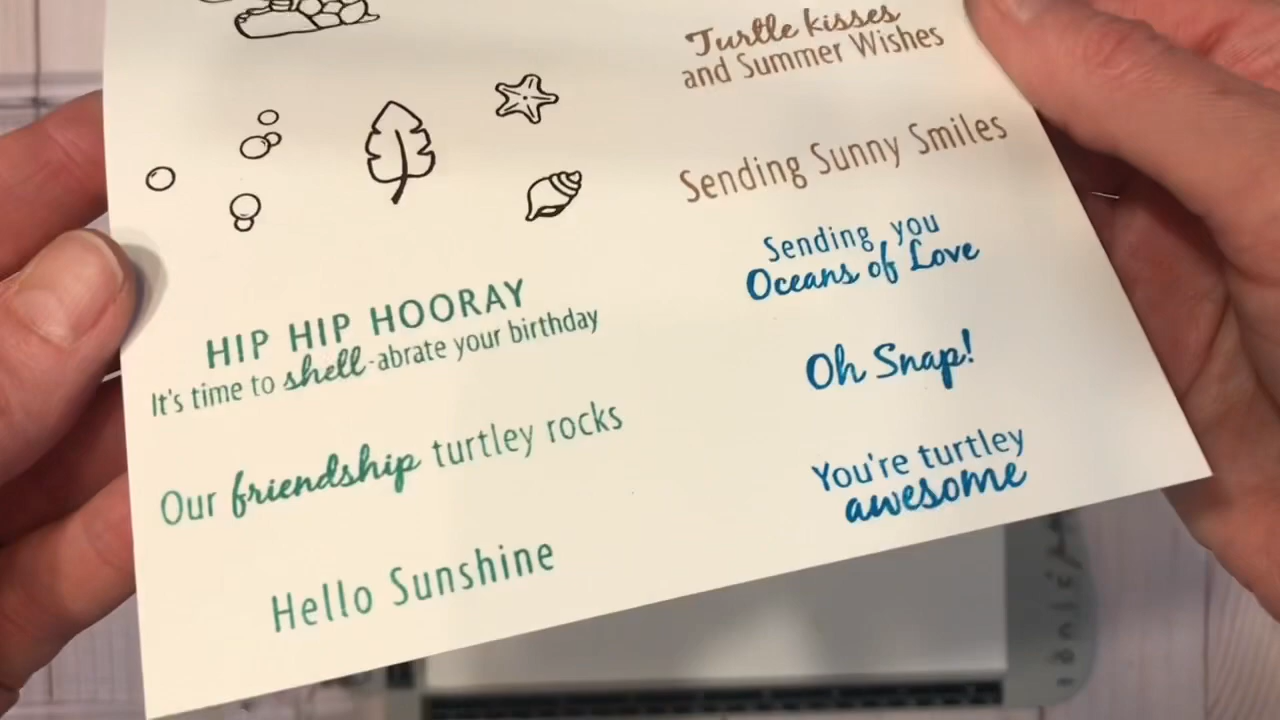 Turtle kisses
and Summer Wishes
Sending Sunny Smiles
Sending you
Oceans of Love
Oh Snap!
You're turtley
awesome
HIP HIP HOORAY
It's time to shell-abrate your birthday
Our friendship turtley rocks
Hello Sunshine